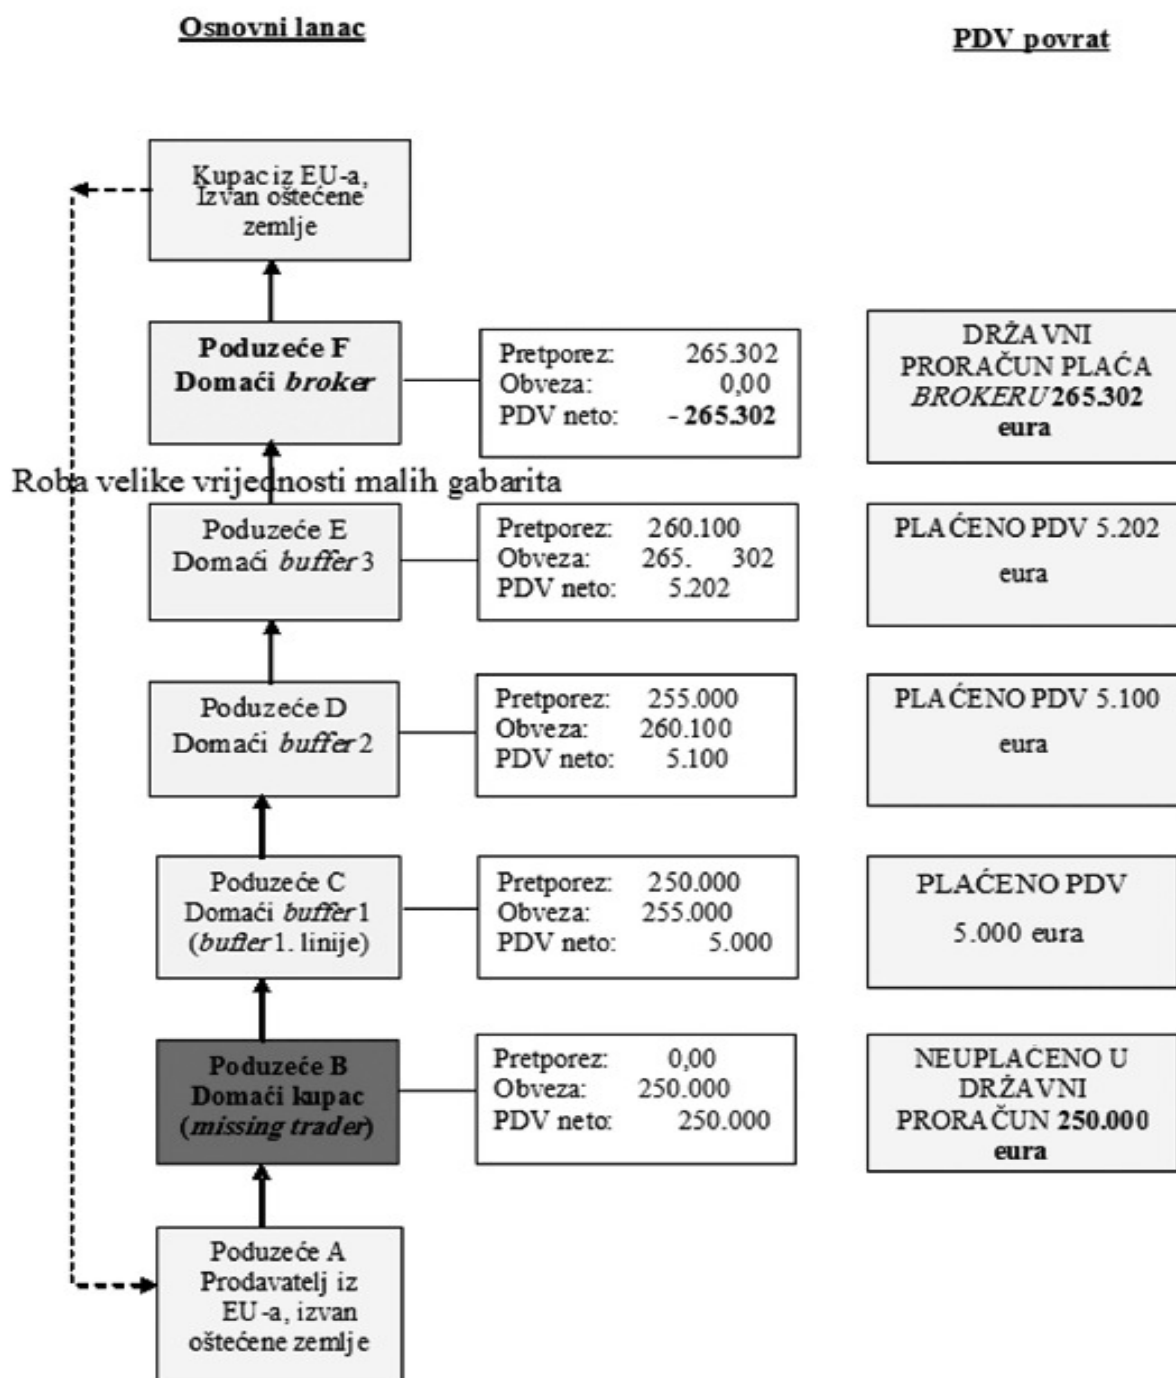 Osnovni lanac
PDV povrat
Kupac iz EU-a,
Izvan oštećene
zemlje
Poduzeće F
Domaći broker
Pretporez: 265.302
Obveza: 0,00
PDV neto: - 265.302
DRŽAVNI
PRORAČUN PLAĆA
BROKERU 265.302
eura
Roba velike vrijednosti malih gabarita
Poduzeće E
Domaći buffer 3
Pretporez: 260.100
Obveza: 265. 302
PDV neto: 5.202
PLAĆENO PDV 5.202
eura
Poduzeće D
Domaći buffer 2
Pretporez: 255.000
Obveza: 260.100
PDV neto: 5.100
PLAĆENO PDV 5.100
eura
Poduzeće C
Domaći buffer 1
(buffer 1. linije)
Pretporez: 250.000
Obveza: 255.000
PDV neto: 5.000
PLAĆENO PDV
5.000 eura
Poduzeće B
Domaći kupac
(missing trader)
Pretporez: 0,00
Obveza: 250.000
PDV neto: 250.000
NEUPLAĆENO U
DRŽAVNI
PRORAČUN 250.000
eura
Poduzeće A
Prodavatelj iz
EU-a, izvan
oštećene zemlje